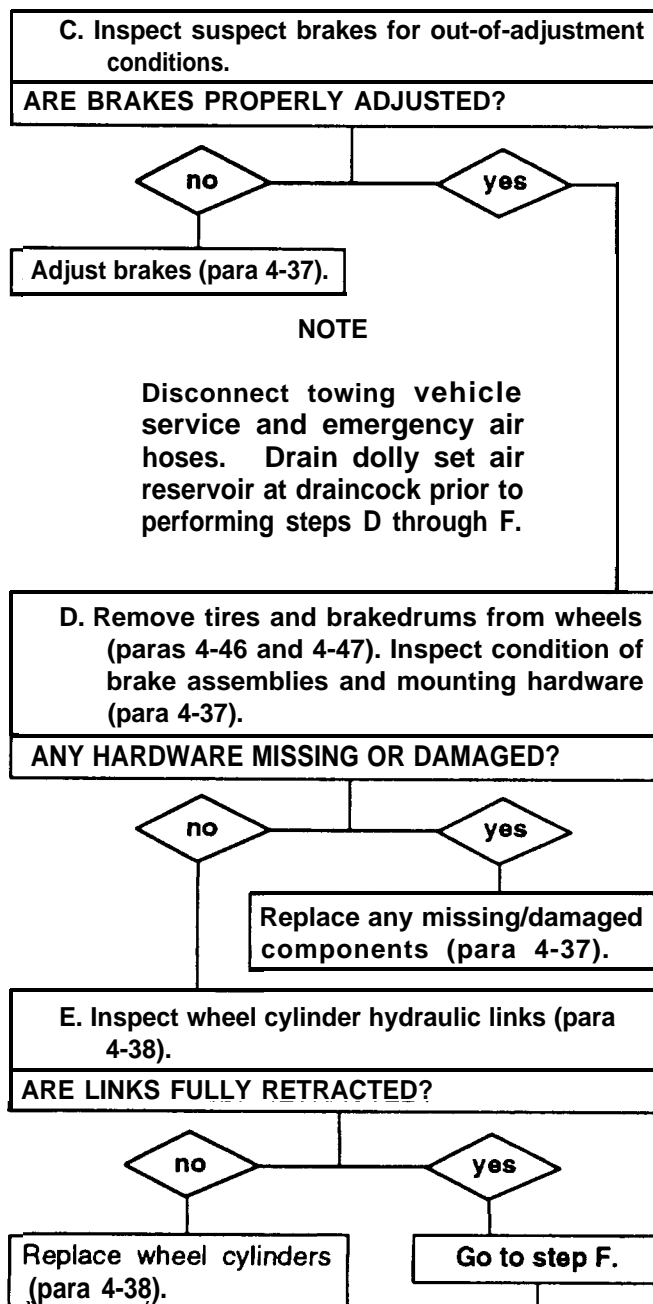 C. Inspect suspect brakes for out-of-adjustment
conditions.
ARE BRAKES PROPERLY ADJUSTED?
no
yes
Adjust brakes (para 4-37).
NOTE
Disconnect towing vehicle
service and emergency air
hoses. Drain dolly set air
reservoir at draincock prior to
performing steps D through F.
D. Remove tires and brakedrums from wheels
(paras 4-46 and 4-47). Inspect condition of
brake assemblies and mounting hardware
(para 4-37).
ANY HARDWARE MISSING OR DAMAGED?
no
yes
Replace any missing/damaged
components (para 4-37).
E. Inspect wheel cylinder hydraulic links (para
4-38).
ARE LINKS FULLY RETRACTED?
no
yes
Replace wheel cylinders
(para 4-38).
Go to step F.